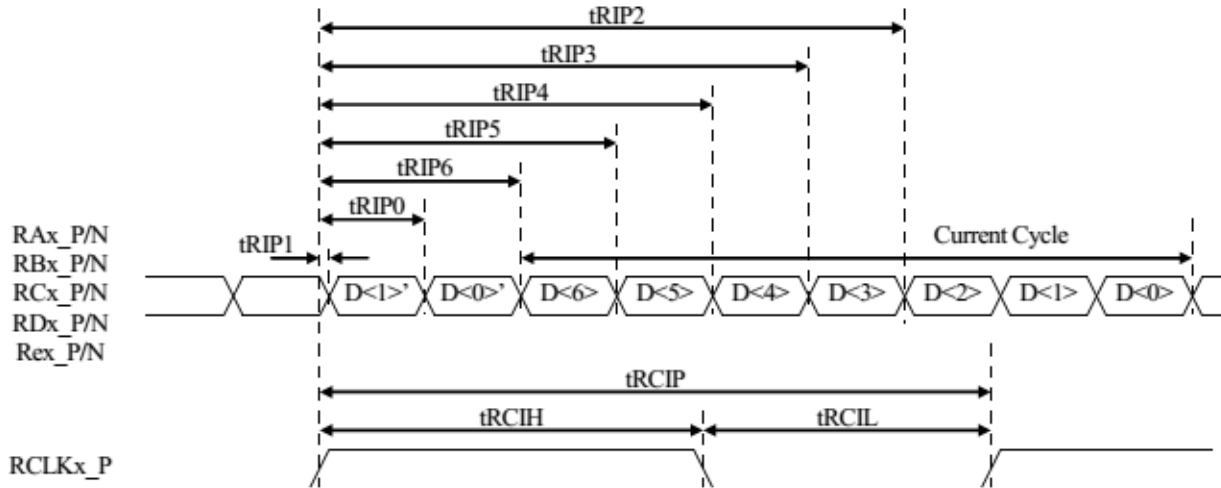 tRIP2
tRIP3
tRIP4
tRIP5
tRIP6
tRIP0
RAx_P/N
tRIP1
Current Cycle
RBx_P/N
RCx_P/N
D<1>’ D<0>’ D<6> D<5> D<4> D<3> D<2> D<1> D<0>
RDx_P/N
Rex_P/N
tRCIP
tRCIH tRCIL
RCLKx_P